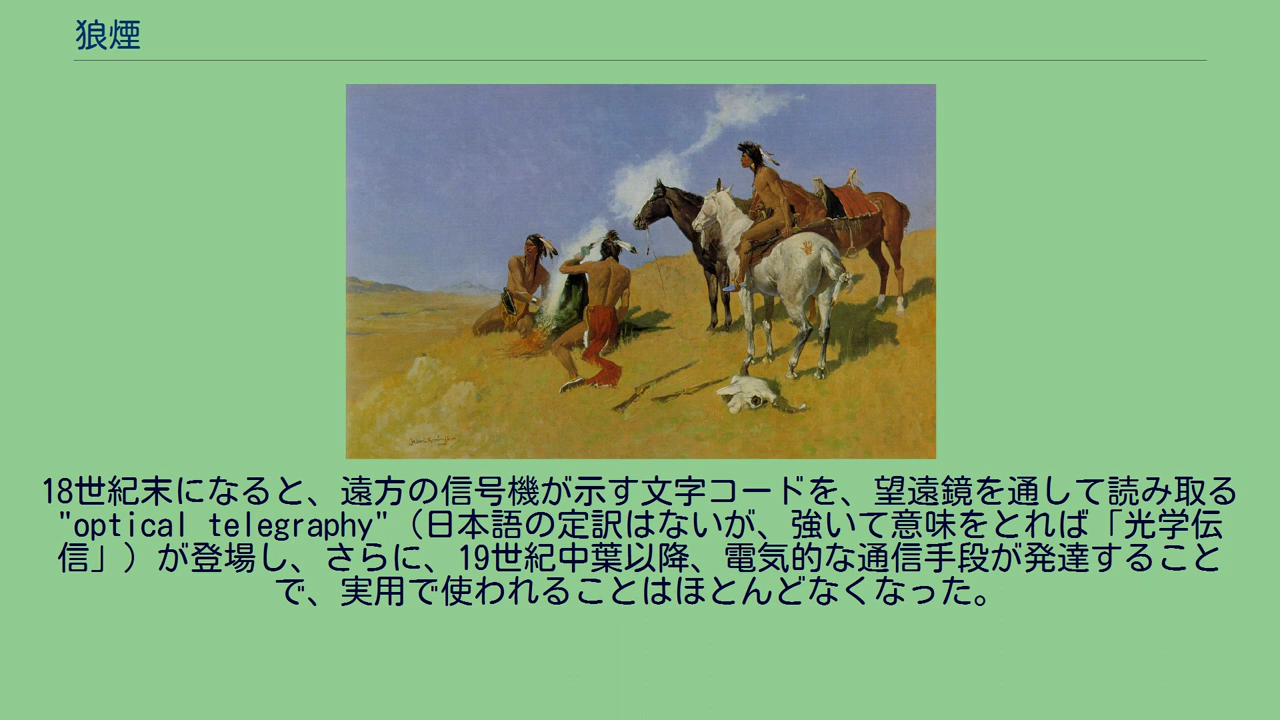 狼煙
18世紀末になると、遠方の信号機が示す文字コードを、望遠鏡を通して読み取る
"optical telegraphy"（日本語の定訳はないが、強いて意味をとれば「光学伝
信」）が登場し、さらに、19世紀中葉以降、電気的な通信手段が発達すること
で、実用で使われることはほとんどなくなった。